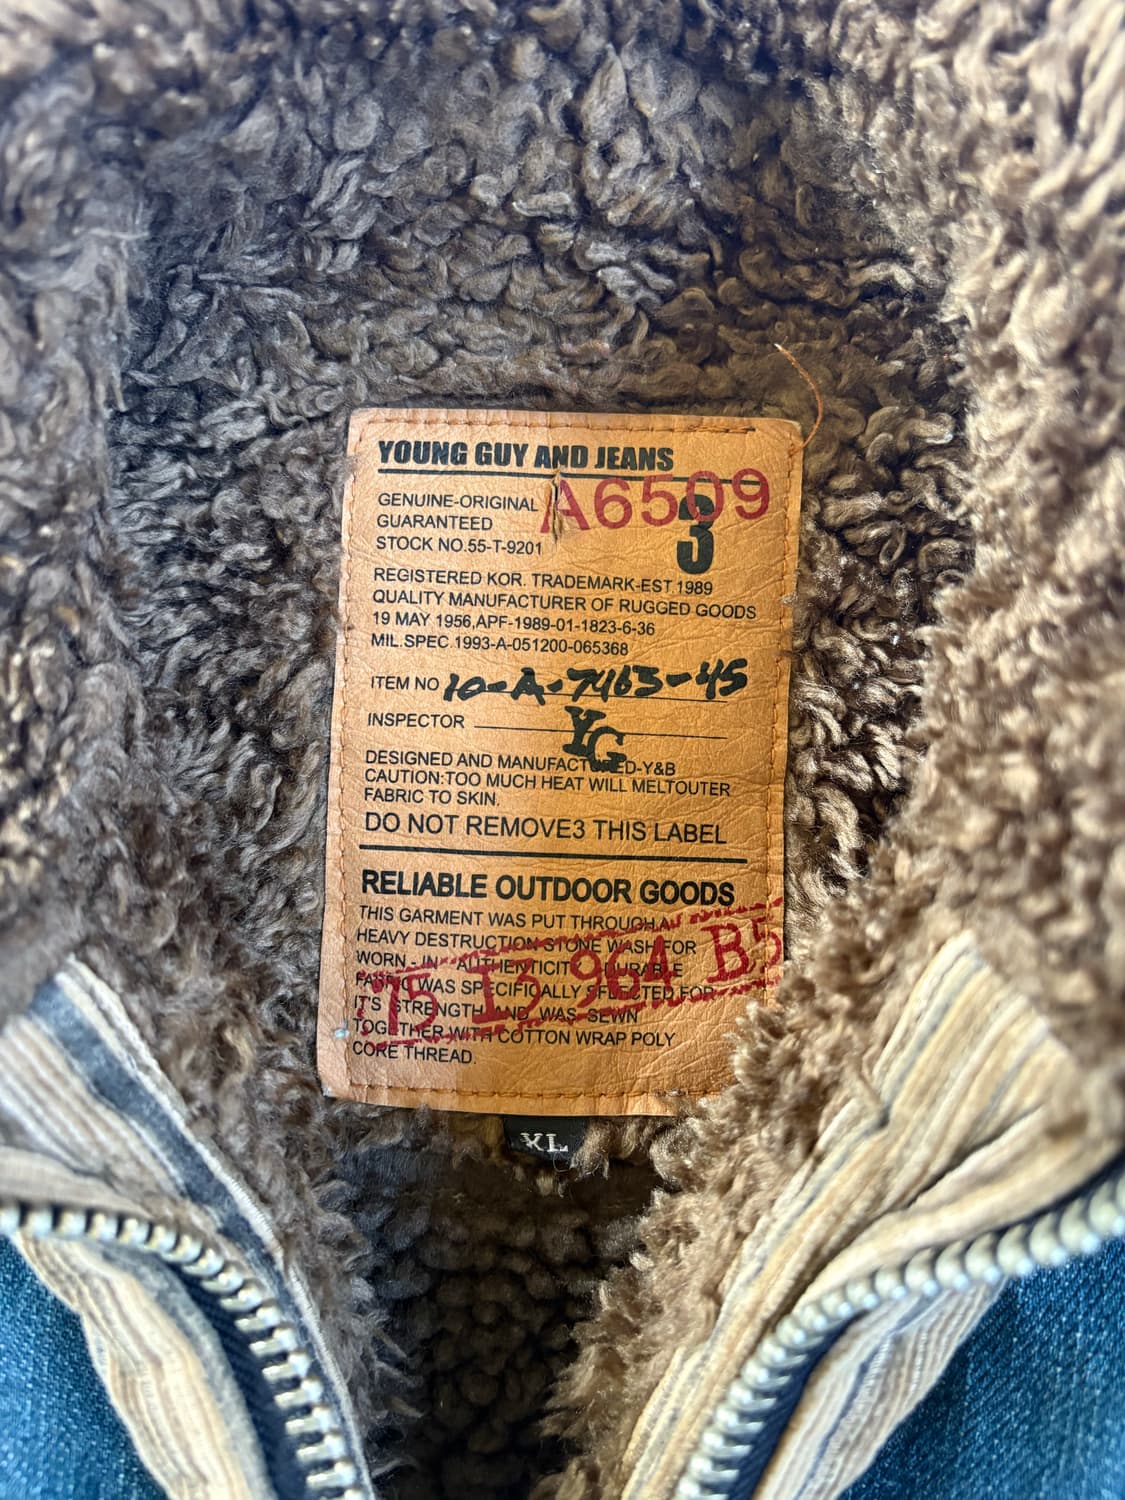 YOUNG GUY AND JEANS
A6509
GENUINE-ORIGINAL
GUARANTEED
3
STOCK NO.55-T-9201
REGISTERED KOR. TRADEMARK-EST.1989
QUALITY MANUFACTURER OF RUGGED GOODS
19 MAY 1956,APF-1989-01-1823-6-36
MIL.SPEC.1993-A-051200-065368
ITEM NO 10-A-7463-45
INSPECTOR
YG
DESIGNED AND MANUFACTURED-Y&B
CAUTION:TOO MUCH HEAT WILL MELTOUTER
FABRIC TO SKIN.
DO NOT REMOVE3 THIS LABEL
RELIABLE OUTDOOR GOODS
THIS GARMENT WAS PUT THROUGH A
HEAVY DESTRUCTION STONE WASH FOR
WORN-IN AUTHENTICITY DURABLE
FABRIC WAS SPECIFICALLY SFLECTED FOR
IT'S STRENGTH AND WAS SEWN
TOGETHER WITH COTTON WRAP POLY
CORE THREAD.
75 13 964 B5
XL